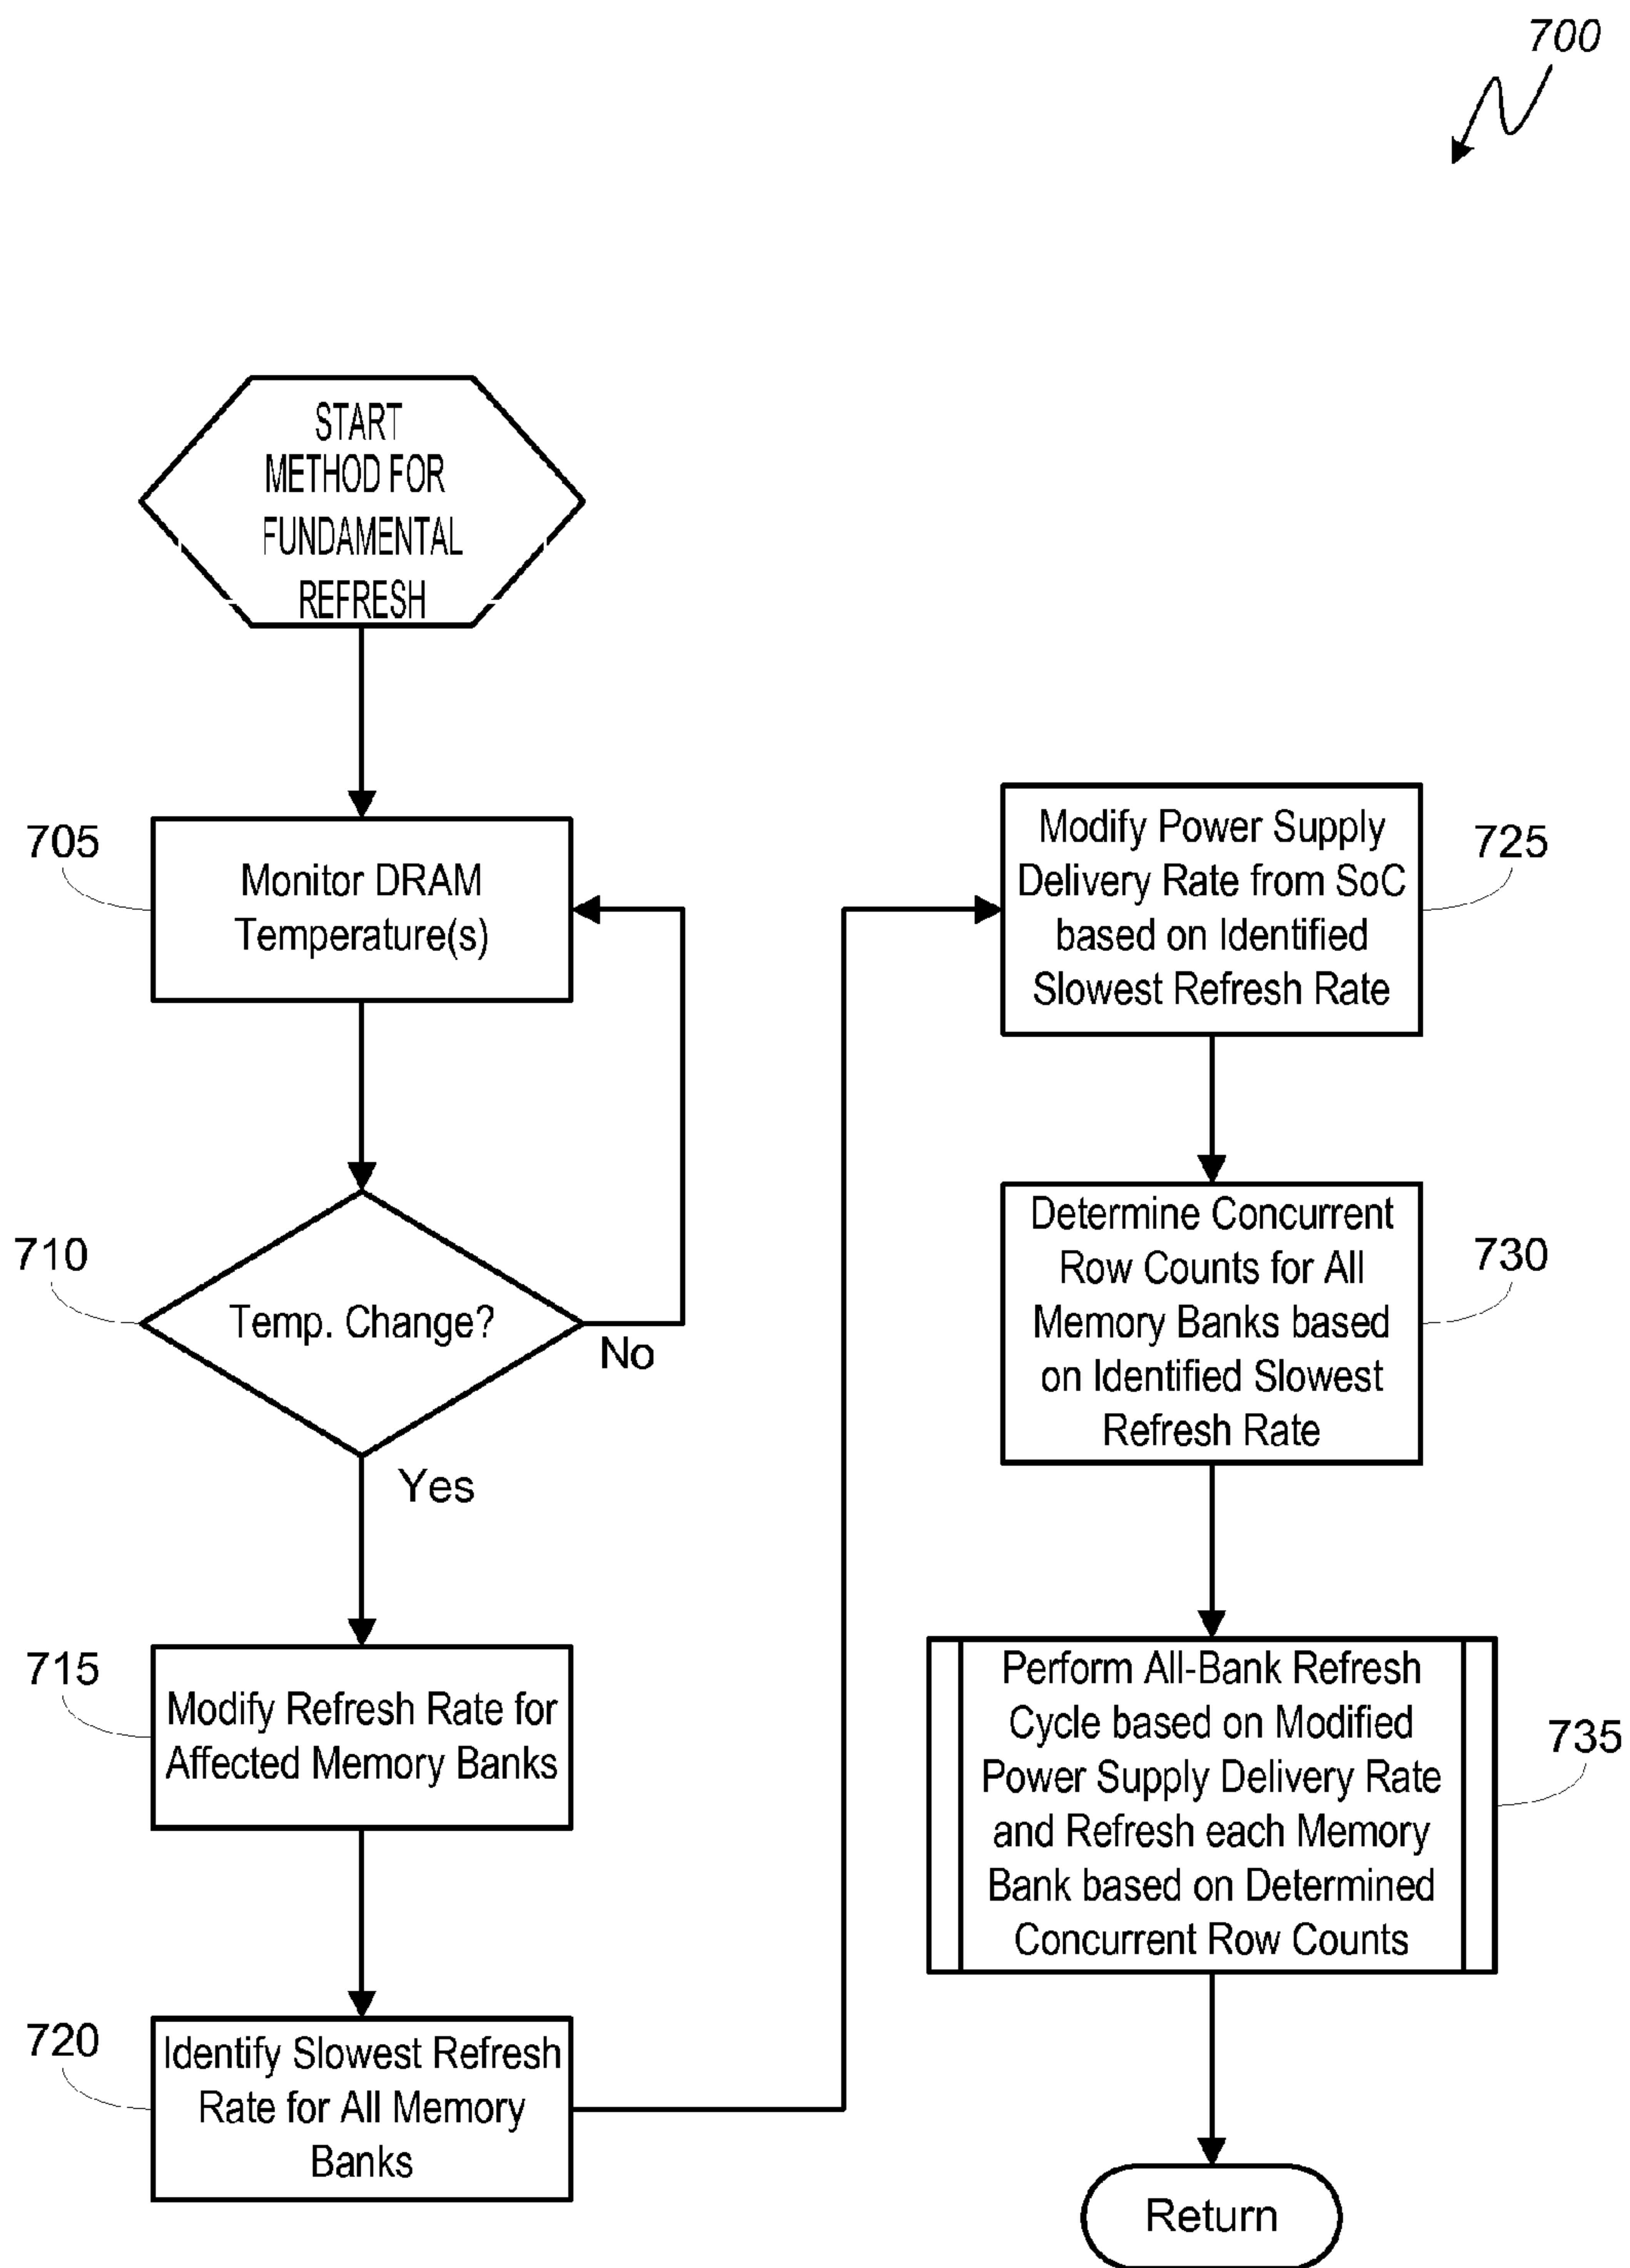 700
START
METHOD FOR
FUNDAMENTAL
REFRESH
705
Monitor DRAM
Temperature(s)
710
Temp. Change?
No
Yes
715
Modify Refresh Rate for
Affected Memory Banks
720
Identify Slowest Refresh
Rate for All Memory
Banks
Modify Power Supply
Delivery Rate from SoC
based on Identified
Slowest Refresh Rate
725
Determine Concurrent
Row Counts for All
Memory Banks based
on Identified Slowest
Refresh Rate
730
Perform All-Bank Refresh
Cycle based on Modified
Power Supply Delivery Rate
and Refresh each Memory
Bank based on Determined
Concurrent Row Counts
735
Return